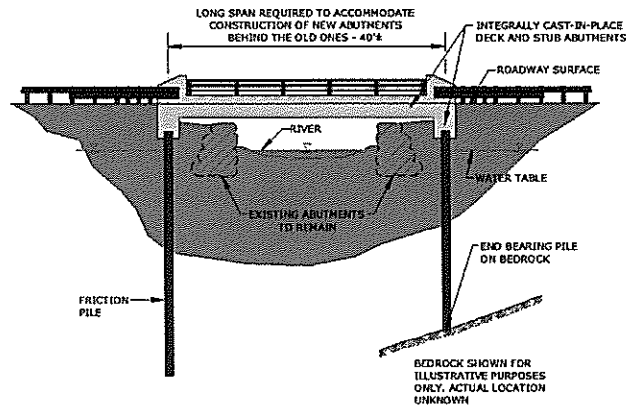 LONG SPAN REQUIRED TO ACCOMMODATE
CONSTRUCTION OF NEW ABUTMENTS
BEHIND THE OLD ONES - 40'±
INTEGRALLY CAST-IN-PLACE
DECK AND STUB ABUTMENTS
ROADWAY SURFACE
RIVER
WATER TABLE
EXISTING ABUTMENTS
TO REMAIN
END BEARING PILE
ON BEDROCK
FRICTION
PILE
BEDROCK SHOWN FOR
ILLUSTRATIVE PURPOSES
ONLY. ACTUAL LOCATION
UNKNOWN